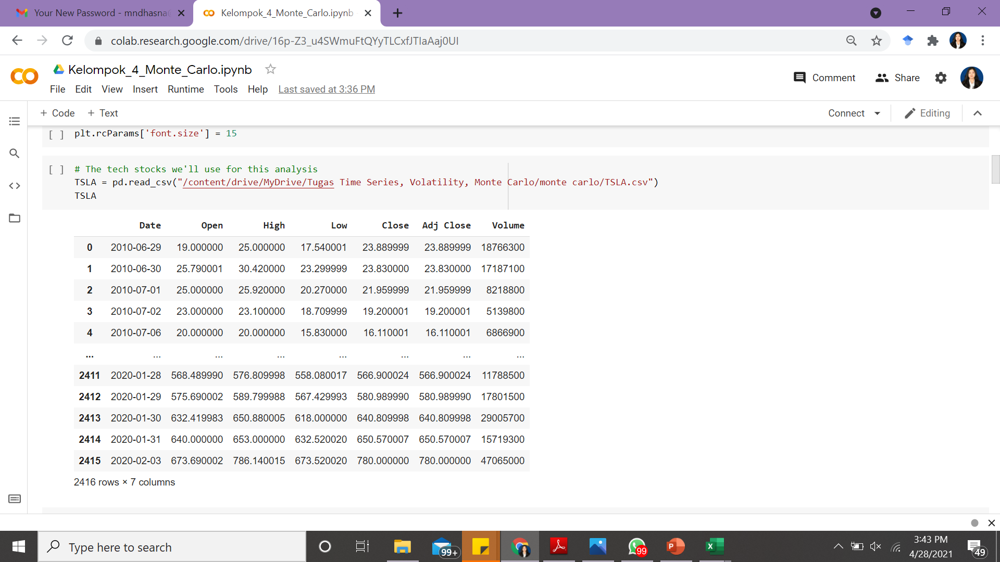 Your New Password - mndhasna
Kelompok_4_Monte_Carlo.ipynb
colab.research.google.com/drive/16p-Z3_u4SWmuFtQYyTLCxfJTIaAaj0UI
Kelompok_4_Monte_Carlo.ipynb
Comment
Share
File Edit View Insert Runtime Tools Help Last saved at 3:36 PM
+ Code + Text
Connect
Editing
[ ] plt.rcParams['font.size'] = 15
[ ] # The tech stocks we'll use for this analysis
TSLA = pd.read_csv("/content/drive/MyDrive/Tugas Time Series, Volatility, Monte Carlo/monte carlo/TSLA.csv")
TSLA
Date Open High Low Close Adj Close Volume
0 2010-06-29 19.000000 25.000000 17.540001 23.889999 23.889999 18766300
1 2010-06-30 25.790001 30.420000 23.299999 23.830000 23.830000 17187100
2 2010-07-01 25.000000 25.920000 20.270000 21.959999 21.959999 8218800
3 2010-07-02 23.000000 23.100000 18.709999 19.200001 19.200001 5139800
4 2010-07-06 20.000000 20.000000 15.830000 16.110001 16.110001 6866900
... ... ... ... ... ... ... ...
2411 2020-01-28 568.489990 576.809998 558.080017 566.900024 566.900024 11788500
2412 2020-01-29 575.690002 589.799988 567.429993 580.989990 580.989990 17801500
2413 2020-01-30 632.419983 650.880005 618.000000 640.809998 640.809998 29005700
2414 2020-01-31 640.000000 653.000000 632.520020 650.570007 650.570007 15719300
2415 2020-02-03 673.690002 786.140015 673.520020 780.000000 780.000000 47065000
2416 rows × 7 columns
Type here to search
99+
99
3:43 PM
4/28/2021
49